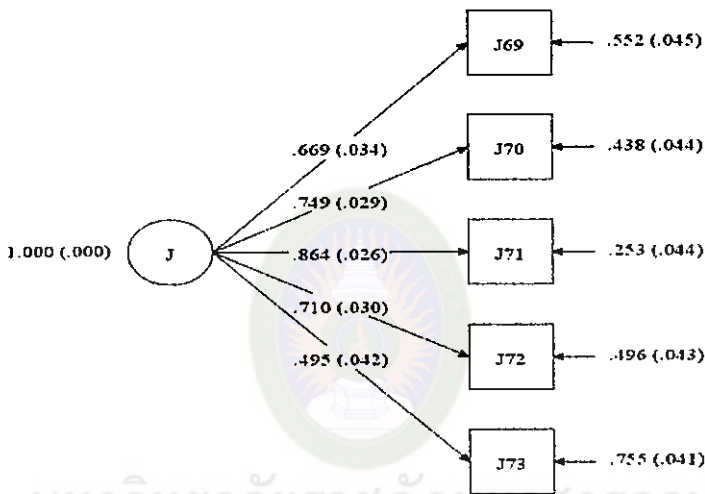 J69
.552 (.045)
.669 (.034)
J70
.438 (.044)
.749 (.029)
1.000 (.000)
J
.864 (.026)
J71
.253 (.044)
.710 (.030)
J72
.496 (.043)
.495 (.042)
J73
.755 (.041)